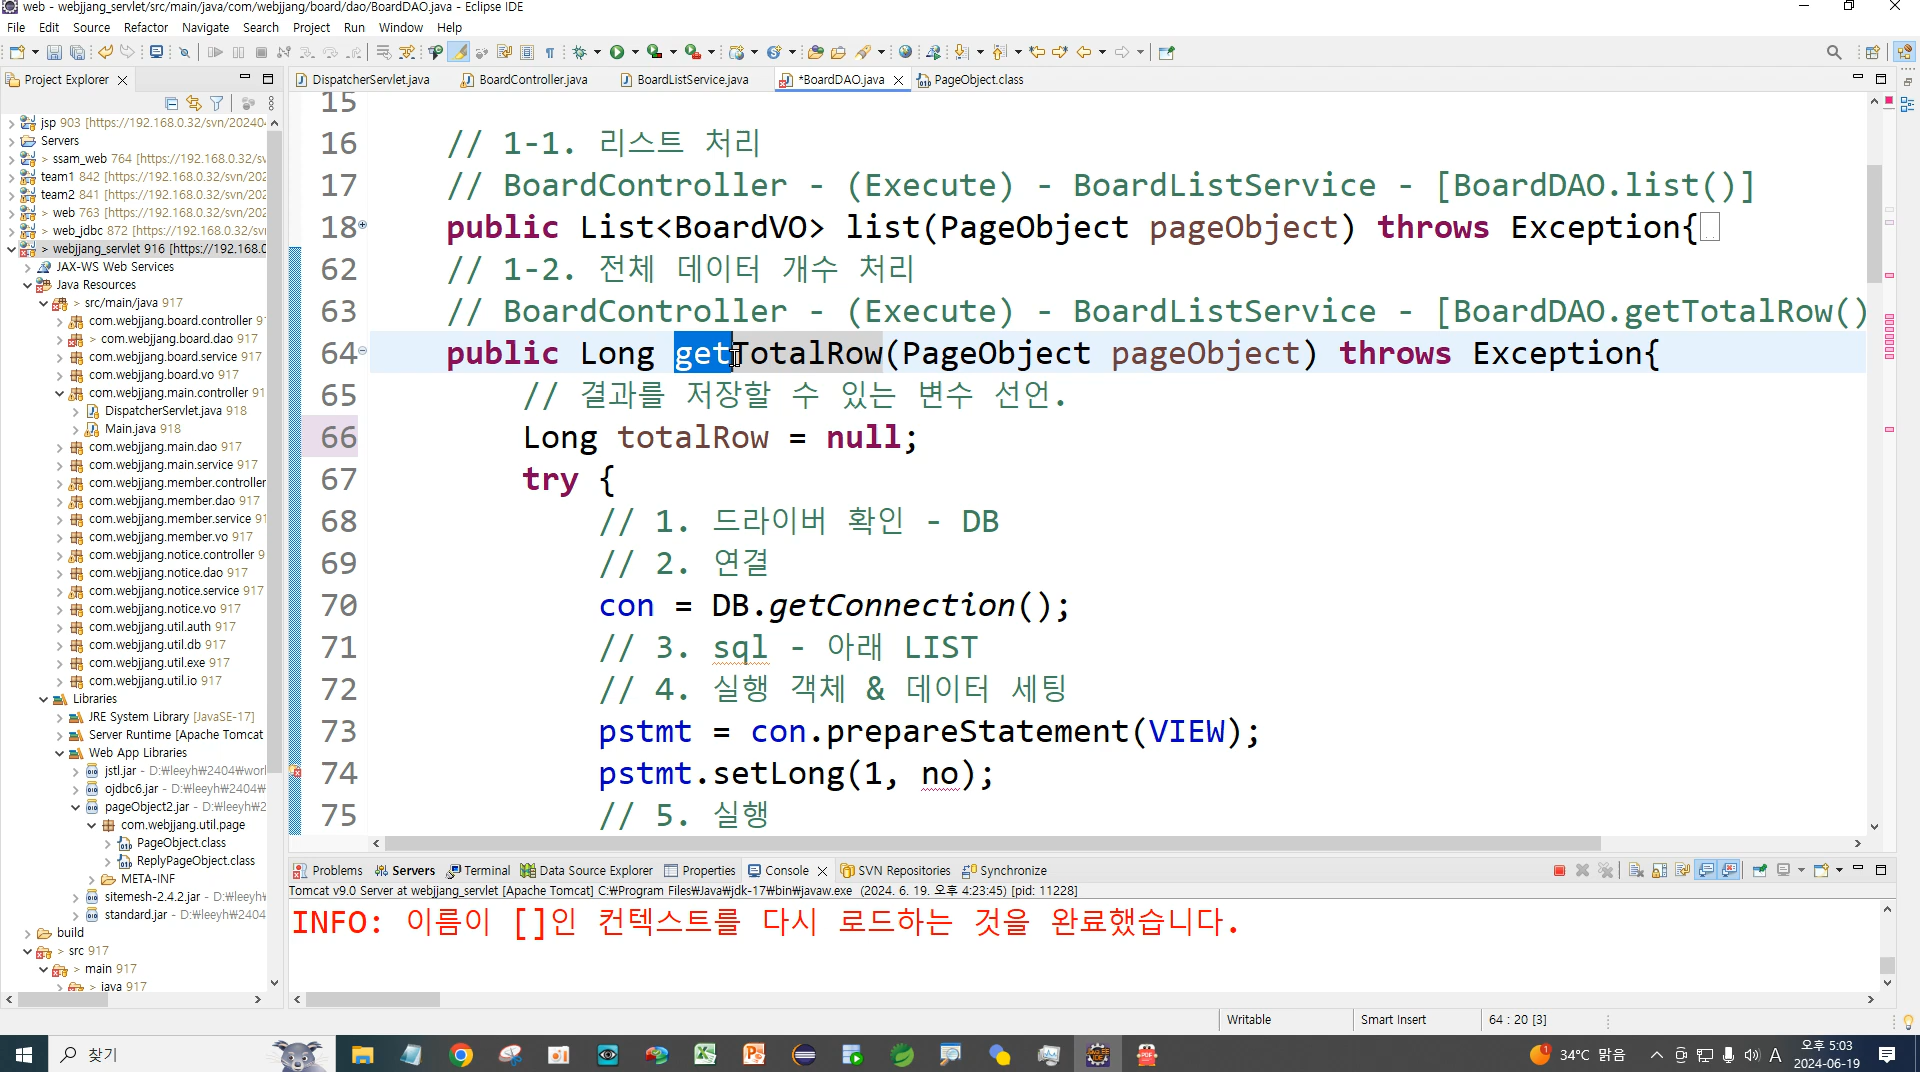 web - webjjang_servlet/src/main/java/com/webjjang/board/dao/BoardDAO.java - Eclipse IDE
File Edit Source Refactor Navigate Search Project Run Window Help
Project Explorer
DispatcherServlet.java BoardController.java BoardListService.java *BoardDAO.java PageObject.class
jsp 903 [https://192.168.0.32/svn/20240
Servers
> ssam_web 764 [https://192.168.0.32/sv
team1 842 [https://192.168.0.32/svn/202
team2 841 [https://192.168.0.32/svn/202
> web 763 [https://192.168.0.32/svn/202
> web_jdbc 872 [https://192.168.0.32/svi
> webjjang_servlet 916 [https://192.168.0
JAX-WS Web Services
Java Resources
> src/main/java 917
com.webjjang.board.controller 91
> com.webjjang.board.dao 917
com.webjjang.board.service 917
com.webjjang.board.vo 917
com.webjjang.main.controller 91
DispatcherServlet.java 918
Main.java 918
com.webjjang.main.dao 917
com.webjjang.main.service 917
com.webjjang.member.controller
com.webjjang.member.dao 917
com.webjjang.member.service 91
com.webjjang.member.vo 917
com.webjjang.notice.controller 9
com.webjjang.notice.dao 917
com.webjjang.notice.service 917
com.webjjang.notice.vo 917
com.webjjang.util.auth 917
com.webjjang.util.db 917
com.webjjang.util.exe 917
com.webjjang.util.io 917
Libraries
JRE System Library [JavaSE-17]
Server Runtime [Apache Tomcat
Web App Libraries
jstl.jar - D:₩leeyh₩2404₩worl
ojdbc6.jar - D:₩leeyh₩2404₩
pageObject2.jar - D:₩leeyh₩2
com.webjjang.util.page
PageObject.class
ReplyPageObject.class
META-INF
sitemesh-2.4.2.jar - D:₩leeyh₩
standard.jar - D:₩leeyh₩2404
build
> src 917
> main 917
> java 917
15
16 // 1-1. 리스트 처리
17 // BoardController - (Execute) - BoardListService - [BoardDAO.list()]
18 public List<BoardVO> list(PageObject pageObject) throws Exception{
62 // 1-2. 전체 데이터 개수 처리
63 // BoardController - (Execute) - BoardListService - [BoardDAO.getTotalRow()
64 public Long getTotalRow(PageObject pageObject) throws Exception{
65 // 결과를 저장할 수 있는 변수 선언.
66 Long totalRow = null;
67 try {
68 // 1. 드라이버 확인 - DB
69 // 2. 연결
70 con = DB.getConnection();
71 // 3. sql - 아래 LIST
72 // 4. 실행 객체 & 데이터 세팅
73 pstmt = con.prepareStatement(VIEW);
74 pstmt.setLong(1, no);
75 // 5. 실행
Problems Servers Terminal Data Source Explorer Properties Console SVN Repositories Synchronize
Tomcat v9.0 Server at webjjang_servlet [Apache Tomcat] C:₩Program Files₩Java₩jdk-17₩bin₩javaw.exe (2024. 6. 19. 오후 4:23:45) [pid: 11228]
INFO: 이름이 []인 컨텍스트를 다시 로드하는 것을 완료했습니다.
Writable Smart Insert 64 : 20 [3]
찾기
34°C 맑음
A
오후 5:03
2024-06-19